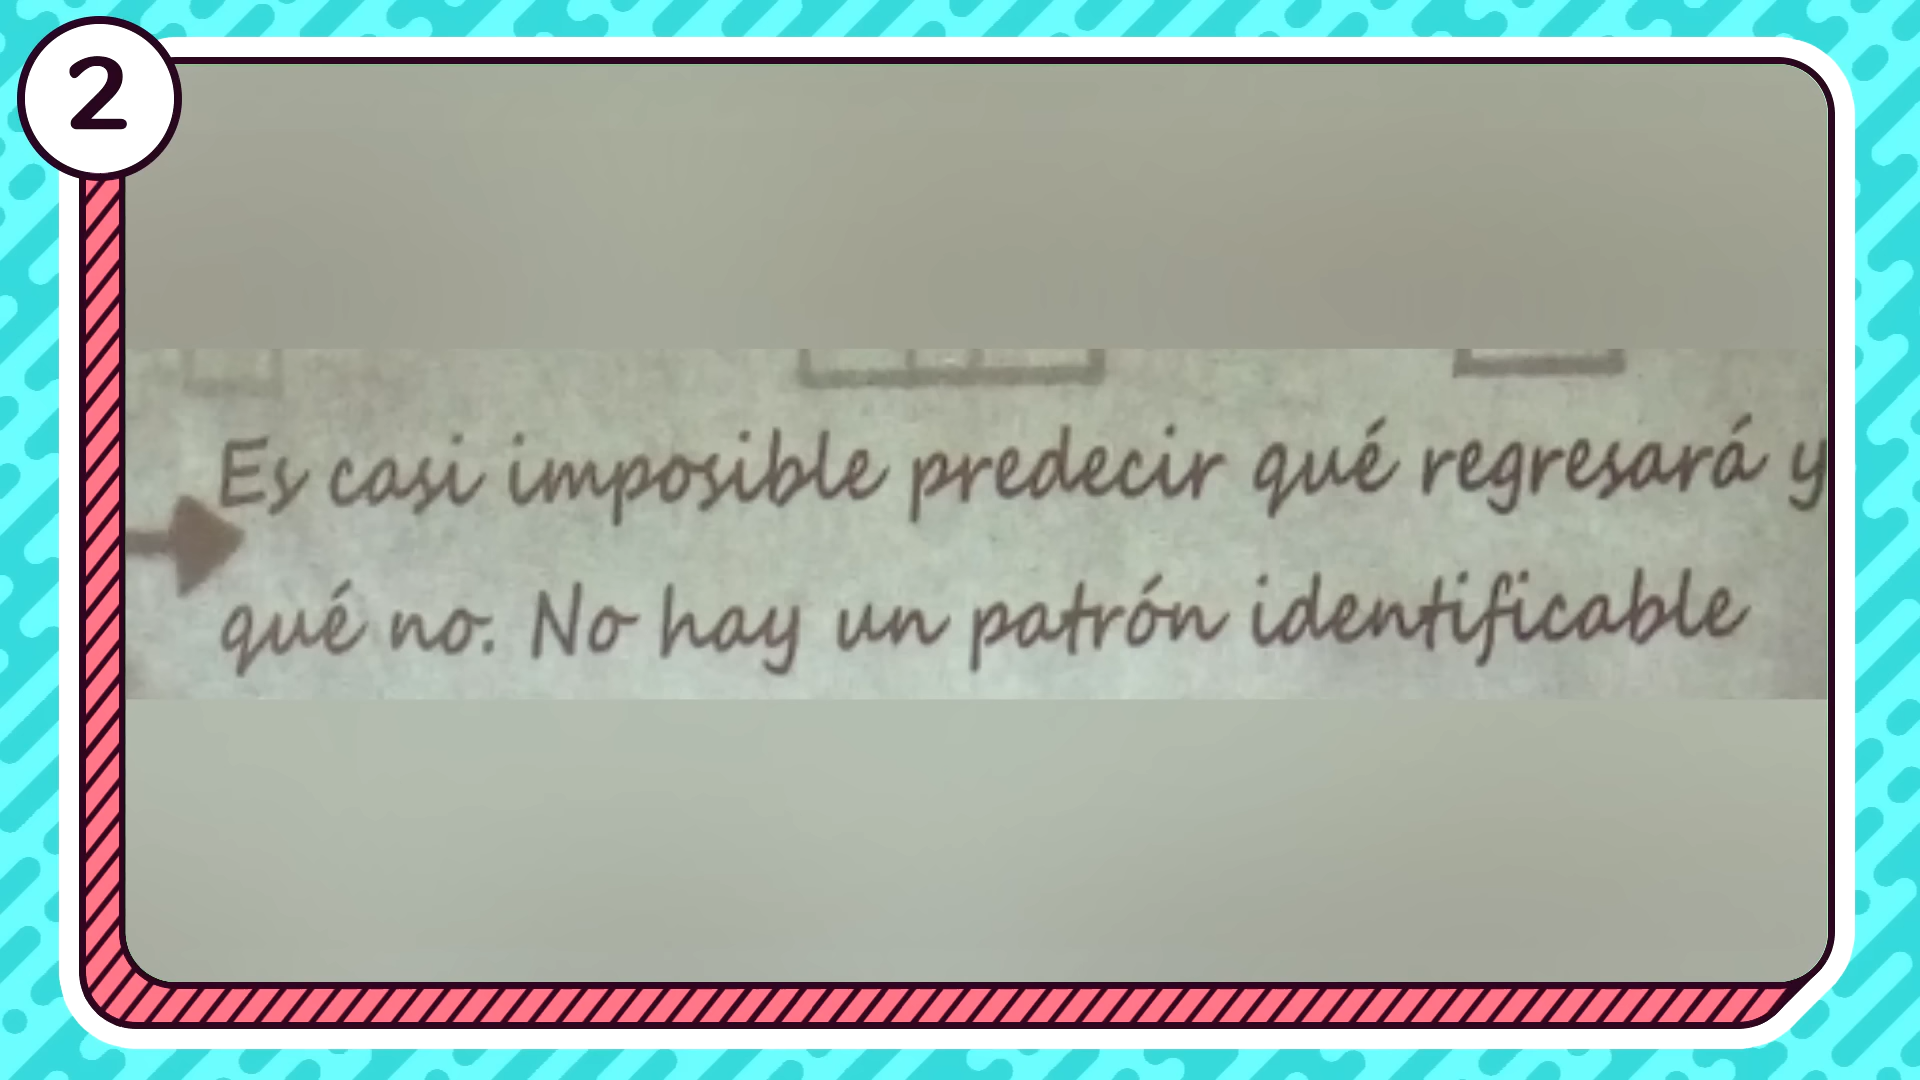 2
Es casi imposible predecir qué regresará y
qué no. No hay un patrón identificable